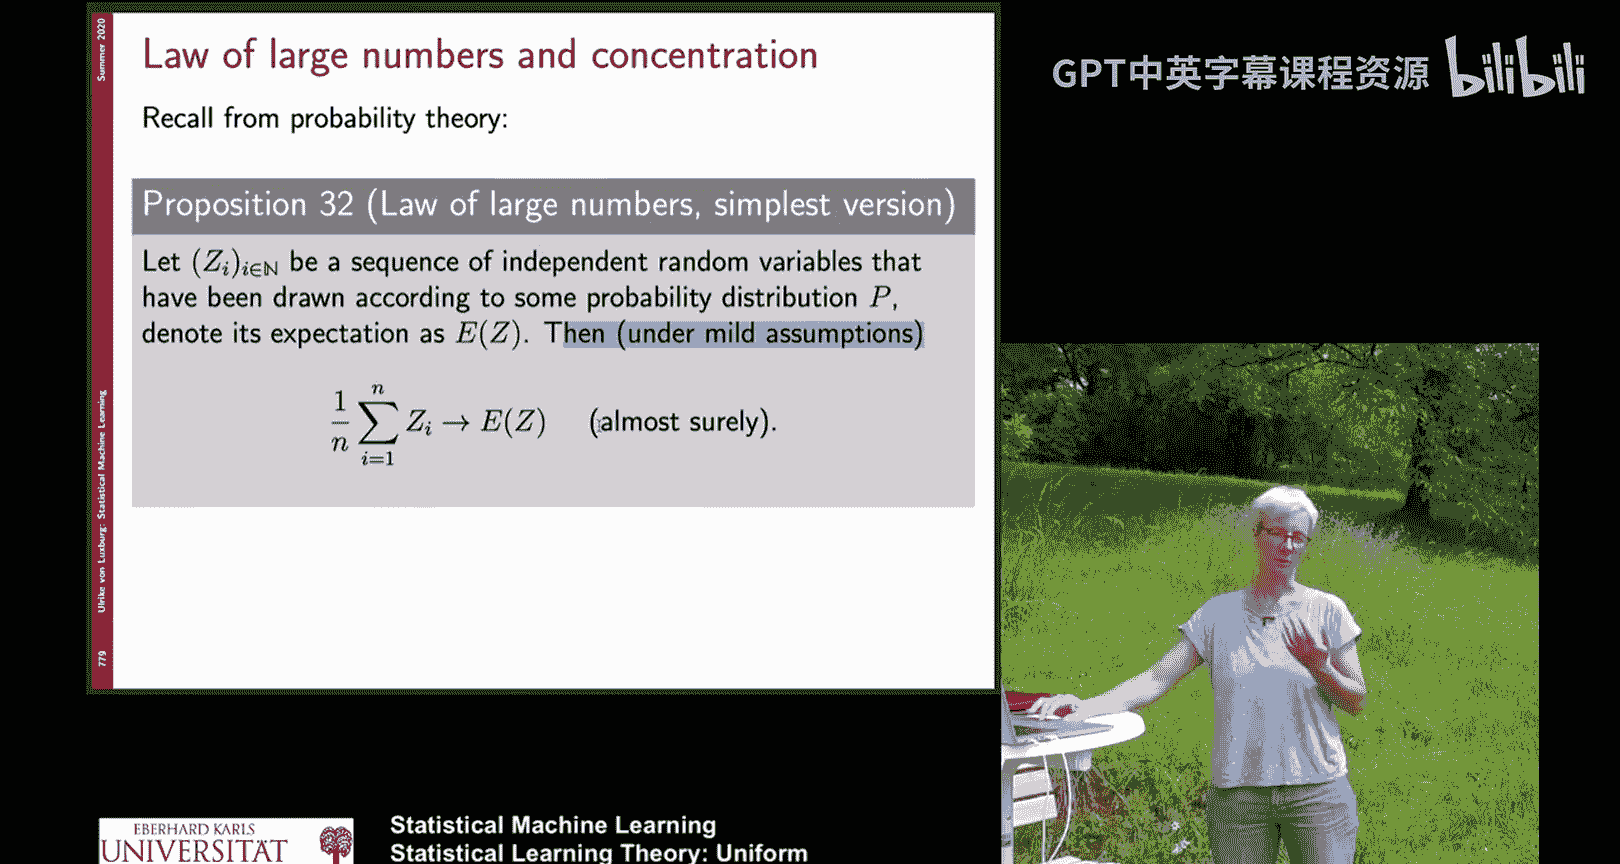 Summer 2020
Law of large numbers and concentration
Recall from probability theory:
Proposition 32 (Law of large numbers, simplest version)
Let (Z_i)_{i∈ℕ} be a sequence of independent random variables that
have been drawn according to some probability distribution P,
denote its expectation as E(Z). Then (under mild assumptions)
1/n ∑_{i=1}^{n} Z_i → E(Z) (almost surely).
Ulrike von Luxburg: Statistical Machine Learning
779
GPT中英字幕课程资源
bilibili
EBERHARD KARLS
UNIVERSITÄT
Statistical Machine Learning
Statistical Learning Theory: Uniform